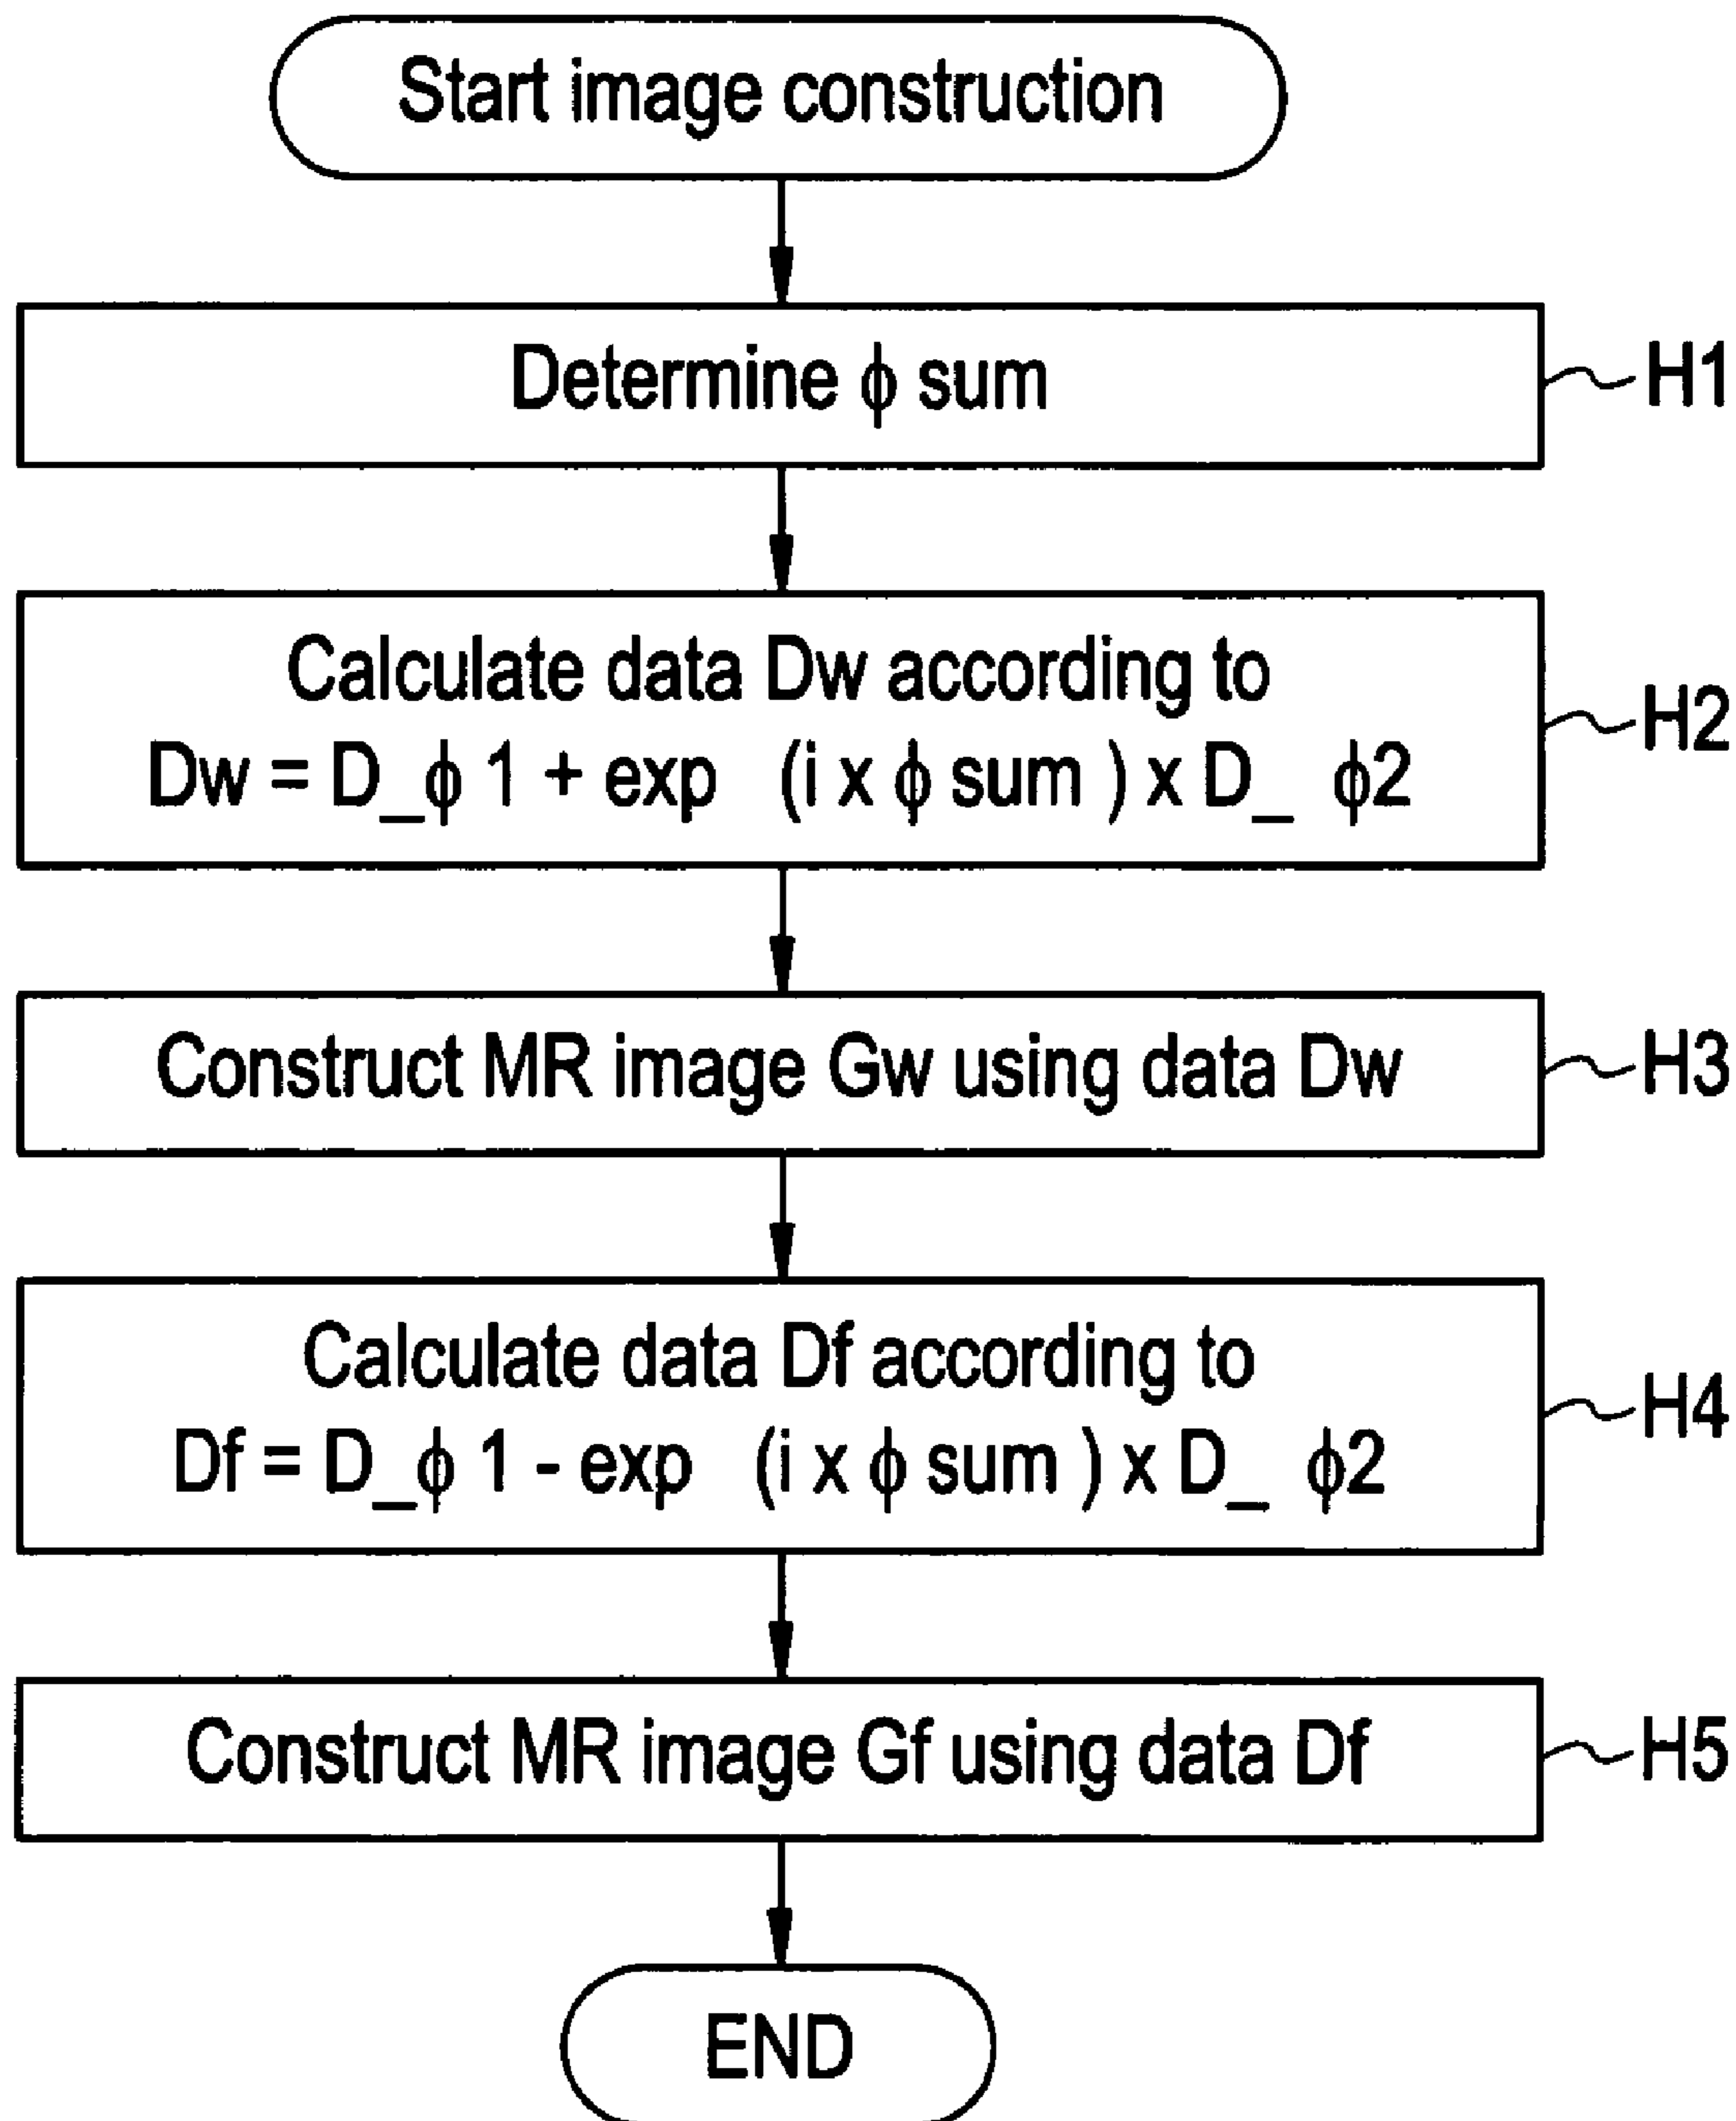 Start image construction
Determine ϕ sum
H1
Calculate data Dw according to
Dw = D_ϕ 1 + exp (i x ϕ sum ) x D_ ϕ2
H2
Construct MR image Gw using data Dw
H3
Calculate data Df according to
Df = D_ϕ 1 - exp (i x ϕ sum ) x D_ ϕ2
H4
Construct MR image Gf using data Df
H5
END